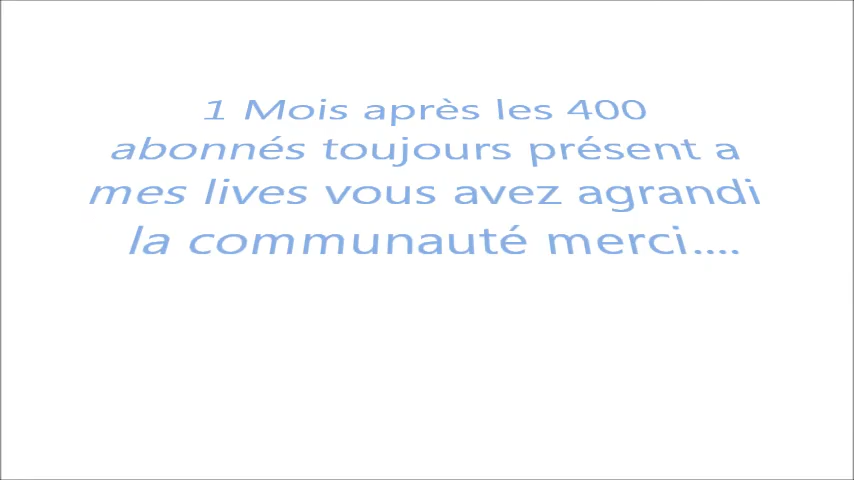 1 Mois après les 400
abonnés toujours présent a
mes lives vous avez agrandi
la communauté merci....